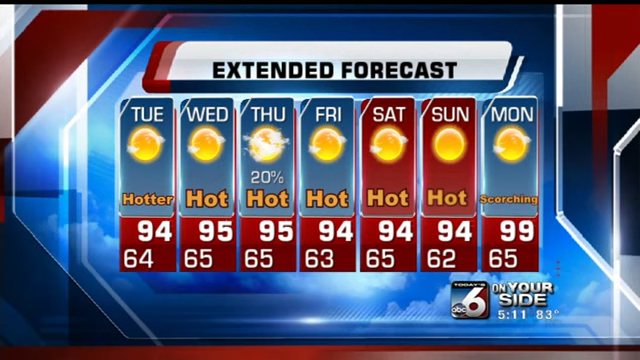 EXTENDED FORECAST
TUE WED THU FRI SAT SUN MON
20%
Hotter Hot Hot Hot Hot Hot Scorching
94 95 95 94 94 94 99
64 65 65 63 65 62 65
TODAY'S
abc 6
ON YOUR SIDE
5:11 83°